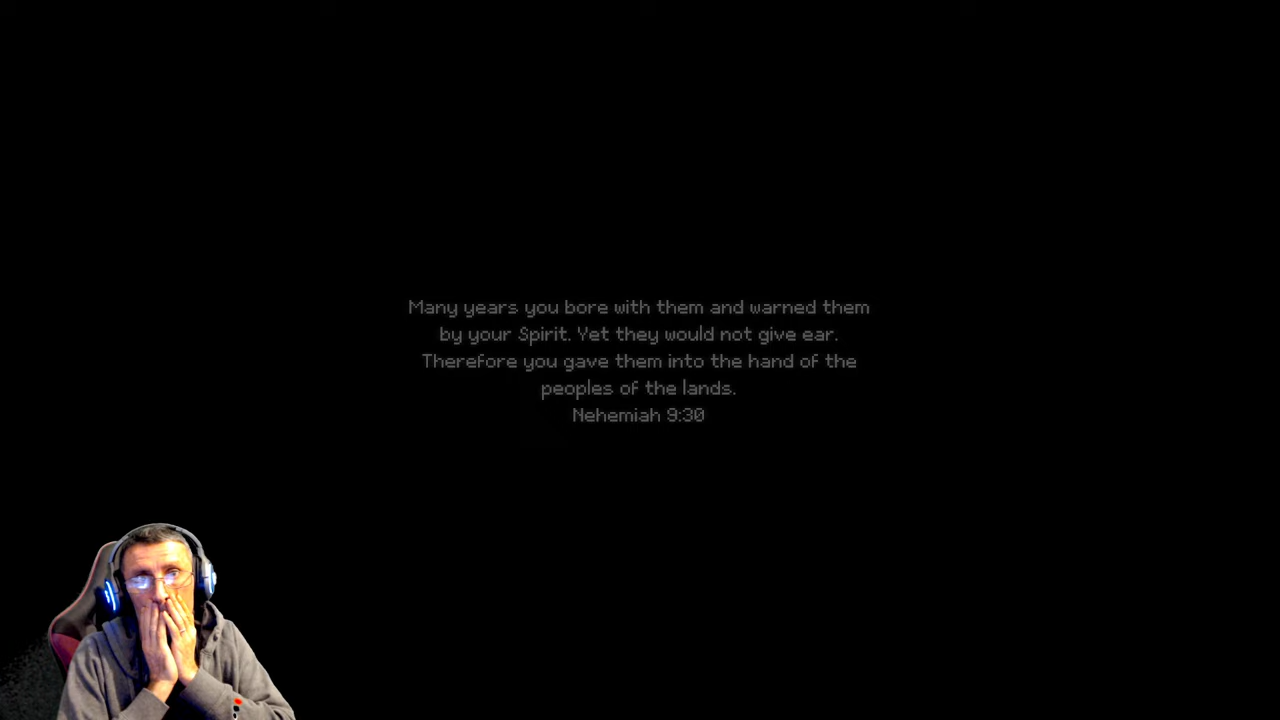 Many years you bore with them and warned them
by your Spirit. Yet they would not give ear.
Therefore you gave them into the hand of the
peoples of the lands.
Nehemiah 9:30